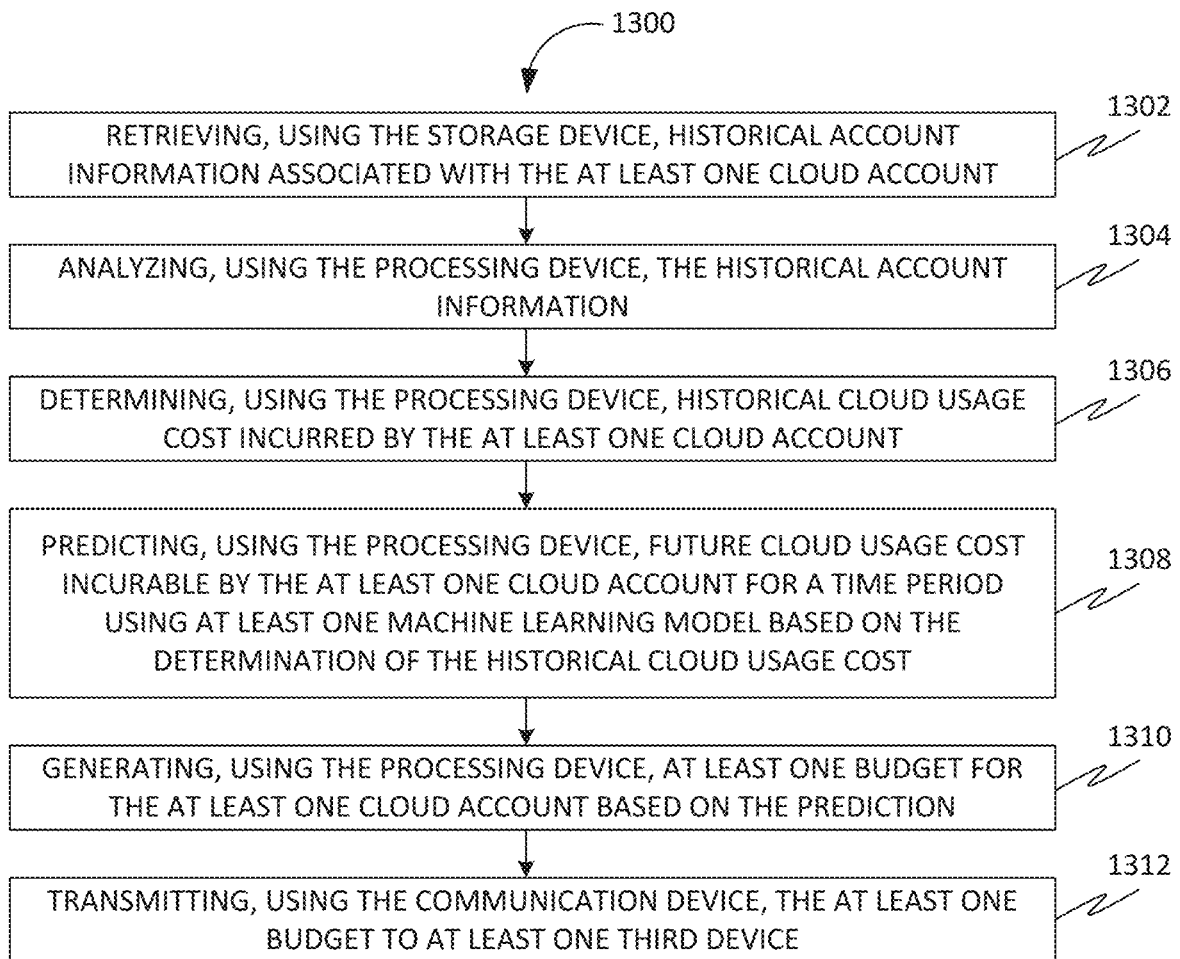 1300
1302
RETRIEVING, USING THE STORAGE DEVICE, HISTORICAL ACCOUNT
INFORMATION ASSOCIATED WITH THE AT LEAST ONE CLOUD ACCOUNT
1304
ANALYZING, USING THE PROCESSING DEVICE, THE HISTORICAL ACCOUNT
INFORMATION
1306
DETERMINING, USING THE PROCESSING DEVICE, HISTORICAL CLOUD USAGE
COST INCURRED BY THE AT LEAST ONE CLOUD ACCOUNT
1308
PREDICTING, USING THE PROCESSING DEVICE, FUTURE CLOUD USAGE COST
INCURABLE BY THE AT LEAST ONE CLOUD ACCOUNT FOR A TIME PERIOD
USING AT LEAST ONE MACHINE LEARNING MODEL BASED ON THE
DETERMINATION OF THE HISTORICAL CLOUD USAGE COST
1310
GENERATING, USING THE PROCESSING DEVICE, AT LEAST ONE BUDGET FOR
THE AT LEAST ONE CLOUD ACCOUNT BASED ON THE PREDICTION
1312
TRANSMITTING, USING THE COMMUNICATION DEVICE, THE AT LEAST ONE
BUDGET TO AT LEAST ONE THIRD DEVICE